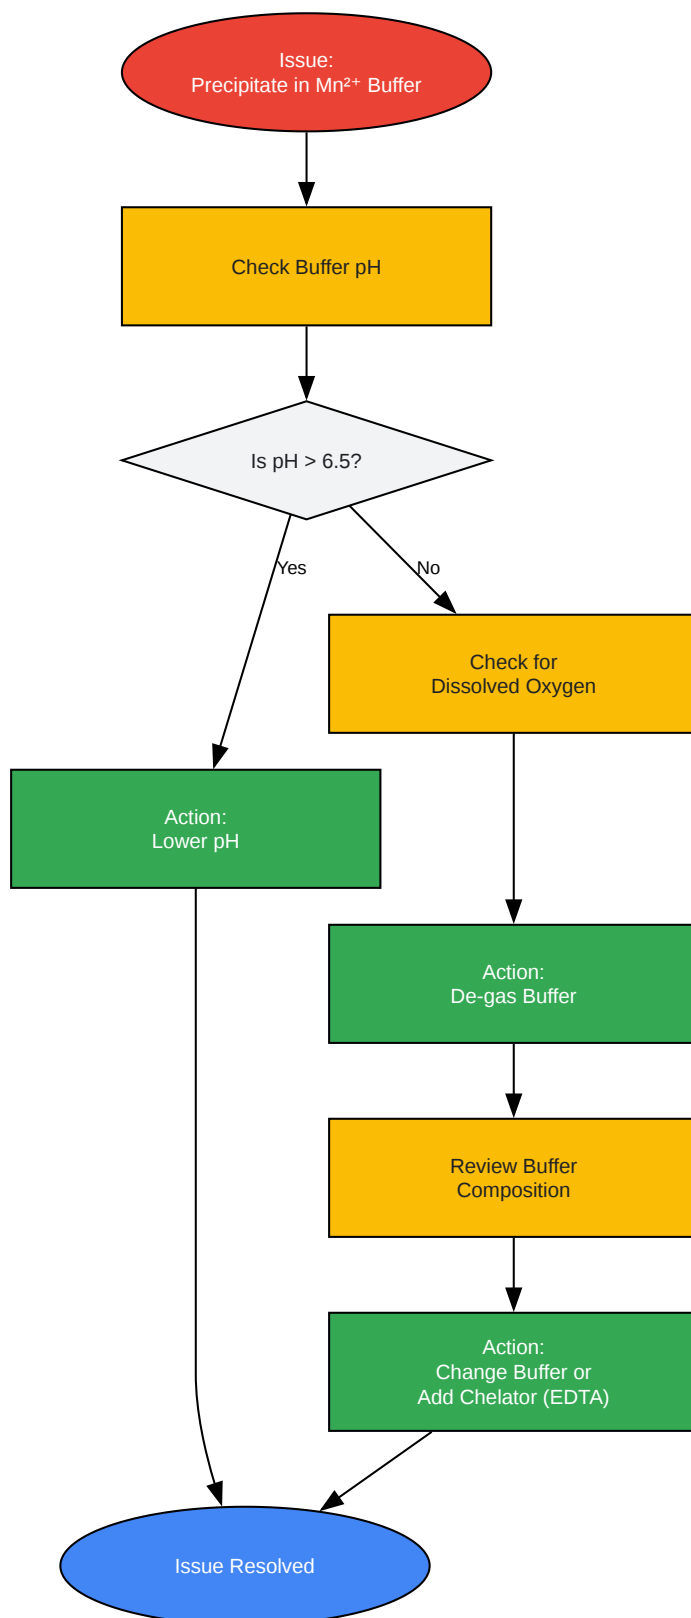 Issue:
Precipitate in Mn²⁺ Buffer
Check Buffer pH
Is pH > 6.5?
Yes
No
Check for
Dissolved Oxygen
Action:
Lower pH
Action:
De-gas Buffer
Review Buffer
Composition
Action:
Change Buffer or
Add Chelator (EDTA)
Issue Resolved